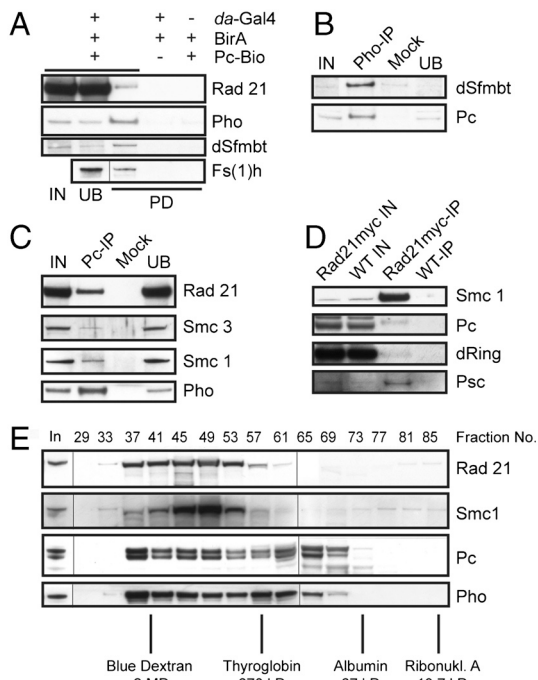 A
+ + - da-Gal4
+ + + BirA
+ - + Pc-Bio
Rad 21
Pho
dSfmbt
Fs(1)h
IN UB PD
B
IN Pho-IP Mock UB
dSfmbt
Pc
C
IN Pc-IP Mock UB
Rad 21
Smc 3
Smc 1
Pho
D
Rad21myc IN WT IN Rad21myc-IP WT-IP
Smc 1
Pc
dRing
Psc
E
In 29 33 37 41 45 49 53 57 61 65 69 73 77 81 85 Fraction No.
Rad 21
Smc1
Pc
Pho
Blue Dextran Thyroglobin Albumin Ribonukl. A